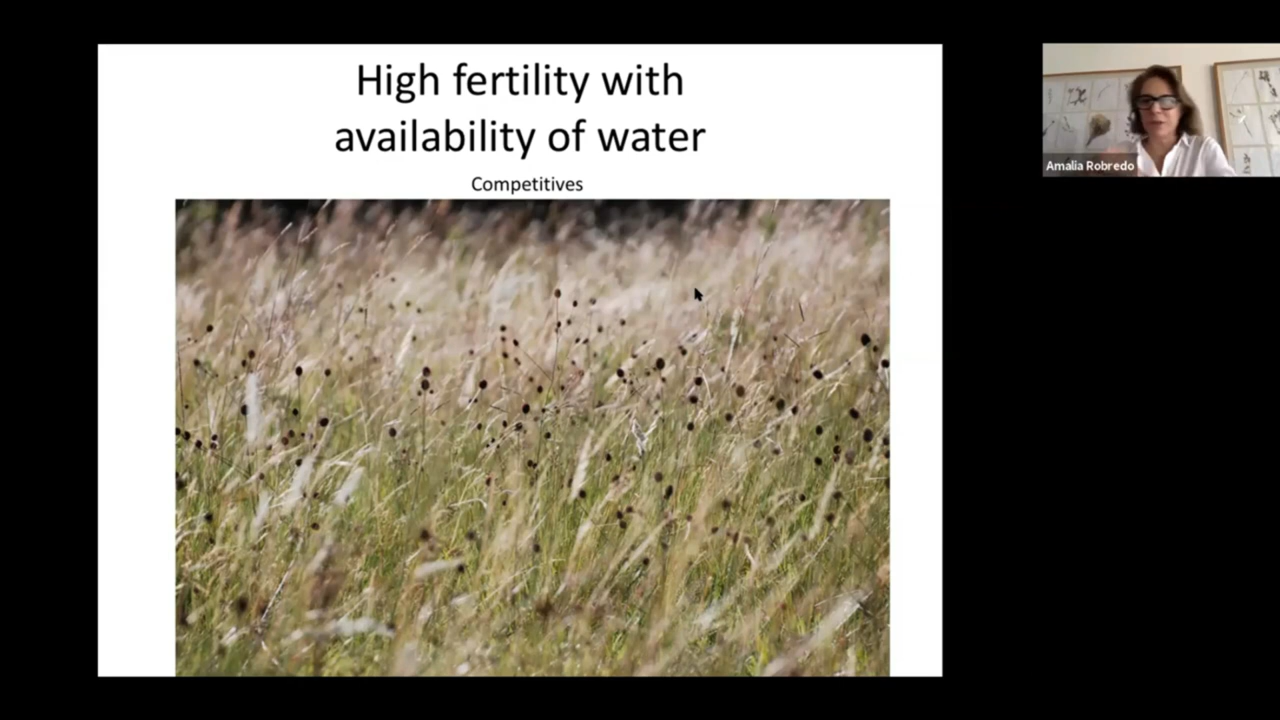 High fertility with
availability of water
Competitives
Amalia Robredo